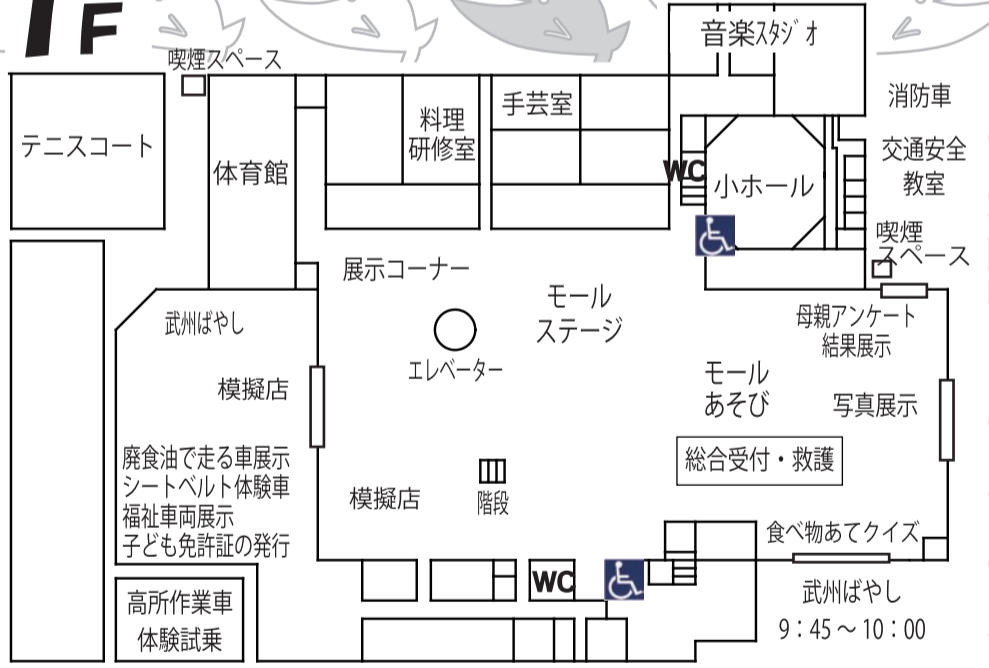 1F
喫煙スペース
音楽スタジオ
テニスコート
体育館
料理
研修室
手芸室
消防車
WC
小ホール
交通安全
教室
喫煙
スペース
展示コーナー
武州ばやし
モール
ステージ
エレベーター
母親アンケート
結果展示
模擬店
モール
あそび
写真展示
廃食油で走る車展示
シートベルト体験車
福祉車両展示
子ども免許証の発行
模擬店
階段
総合受付・救護
食べ物あてクイズ
WC
高所作業車
体験試乗
武州ばやし
9：45～10：00